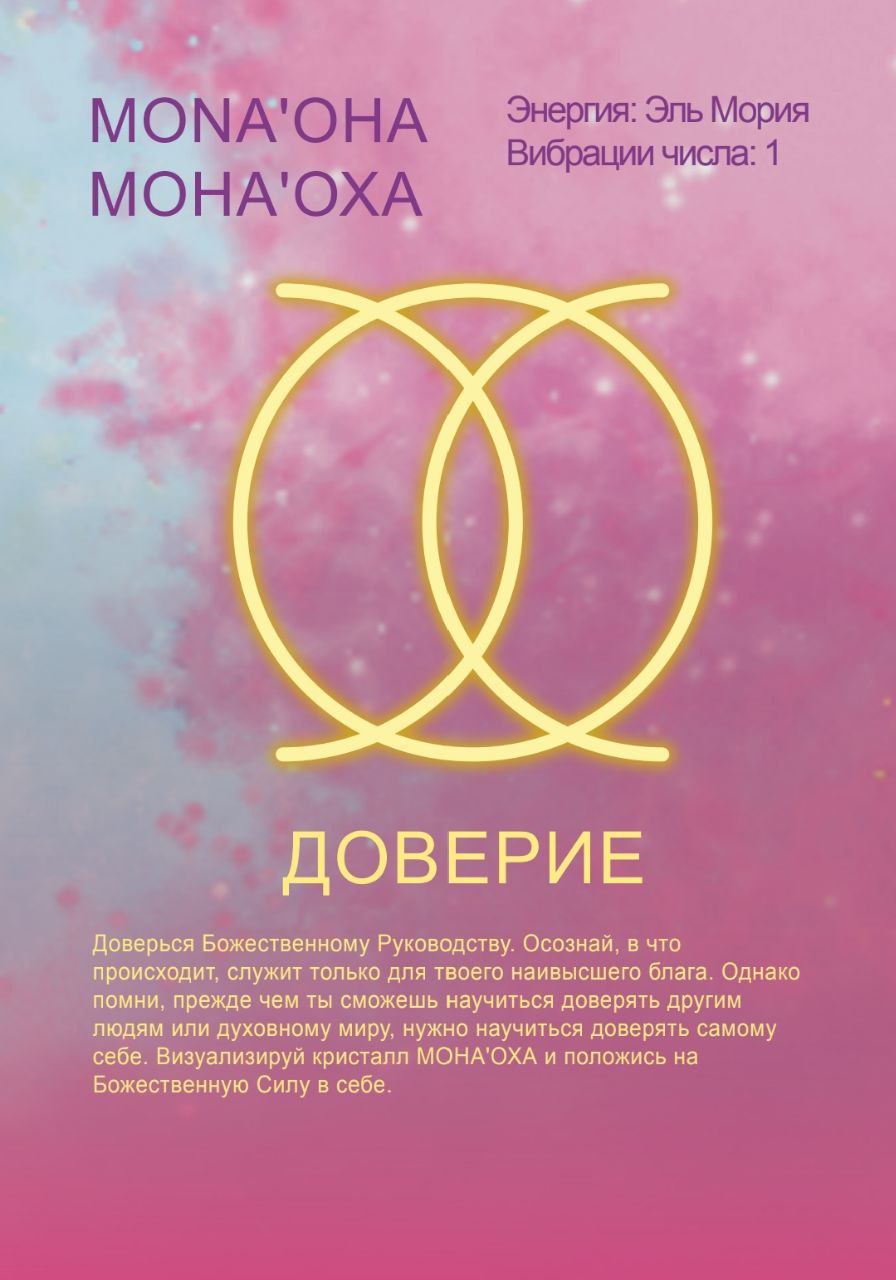 MONA'OHA
МОНА'ОХА
Энергия: Эль Мория
Вибрации числа: 1
ДОВЕРИЕ
Доверься Божественному Руководству. Осознай, в что
происходит, служит только для твоего наивысшего блага. Однако
помни, прежде чем ты сможешь научиться доверять другим
людям или духовному миру, нужно научиться доверять самому
себе. Визуализируй кристалл МОНА'ОХА и положись на
Божественную Силу в себе.